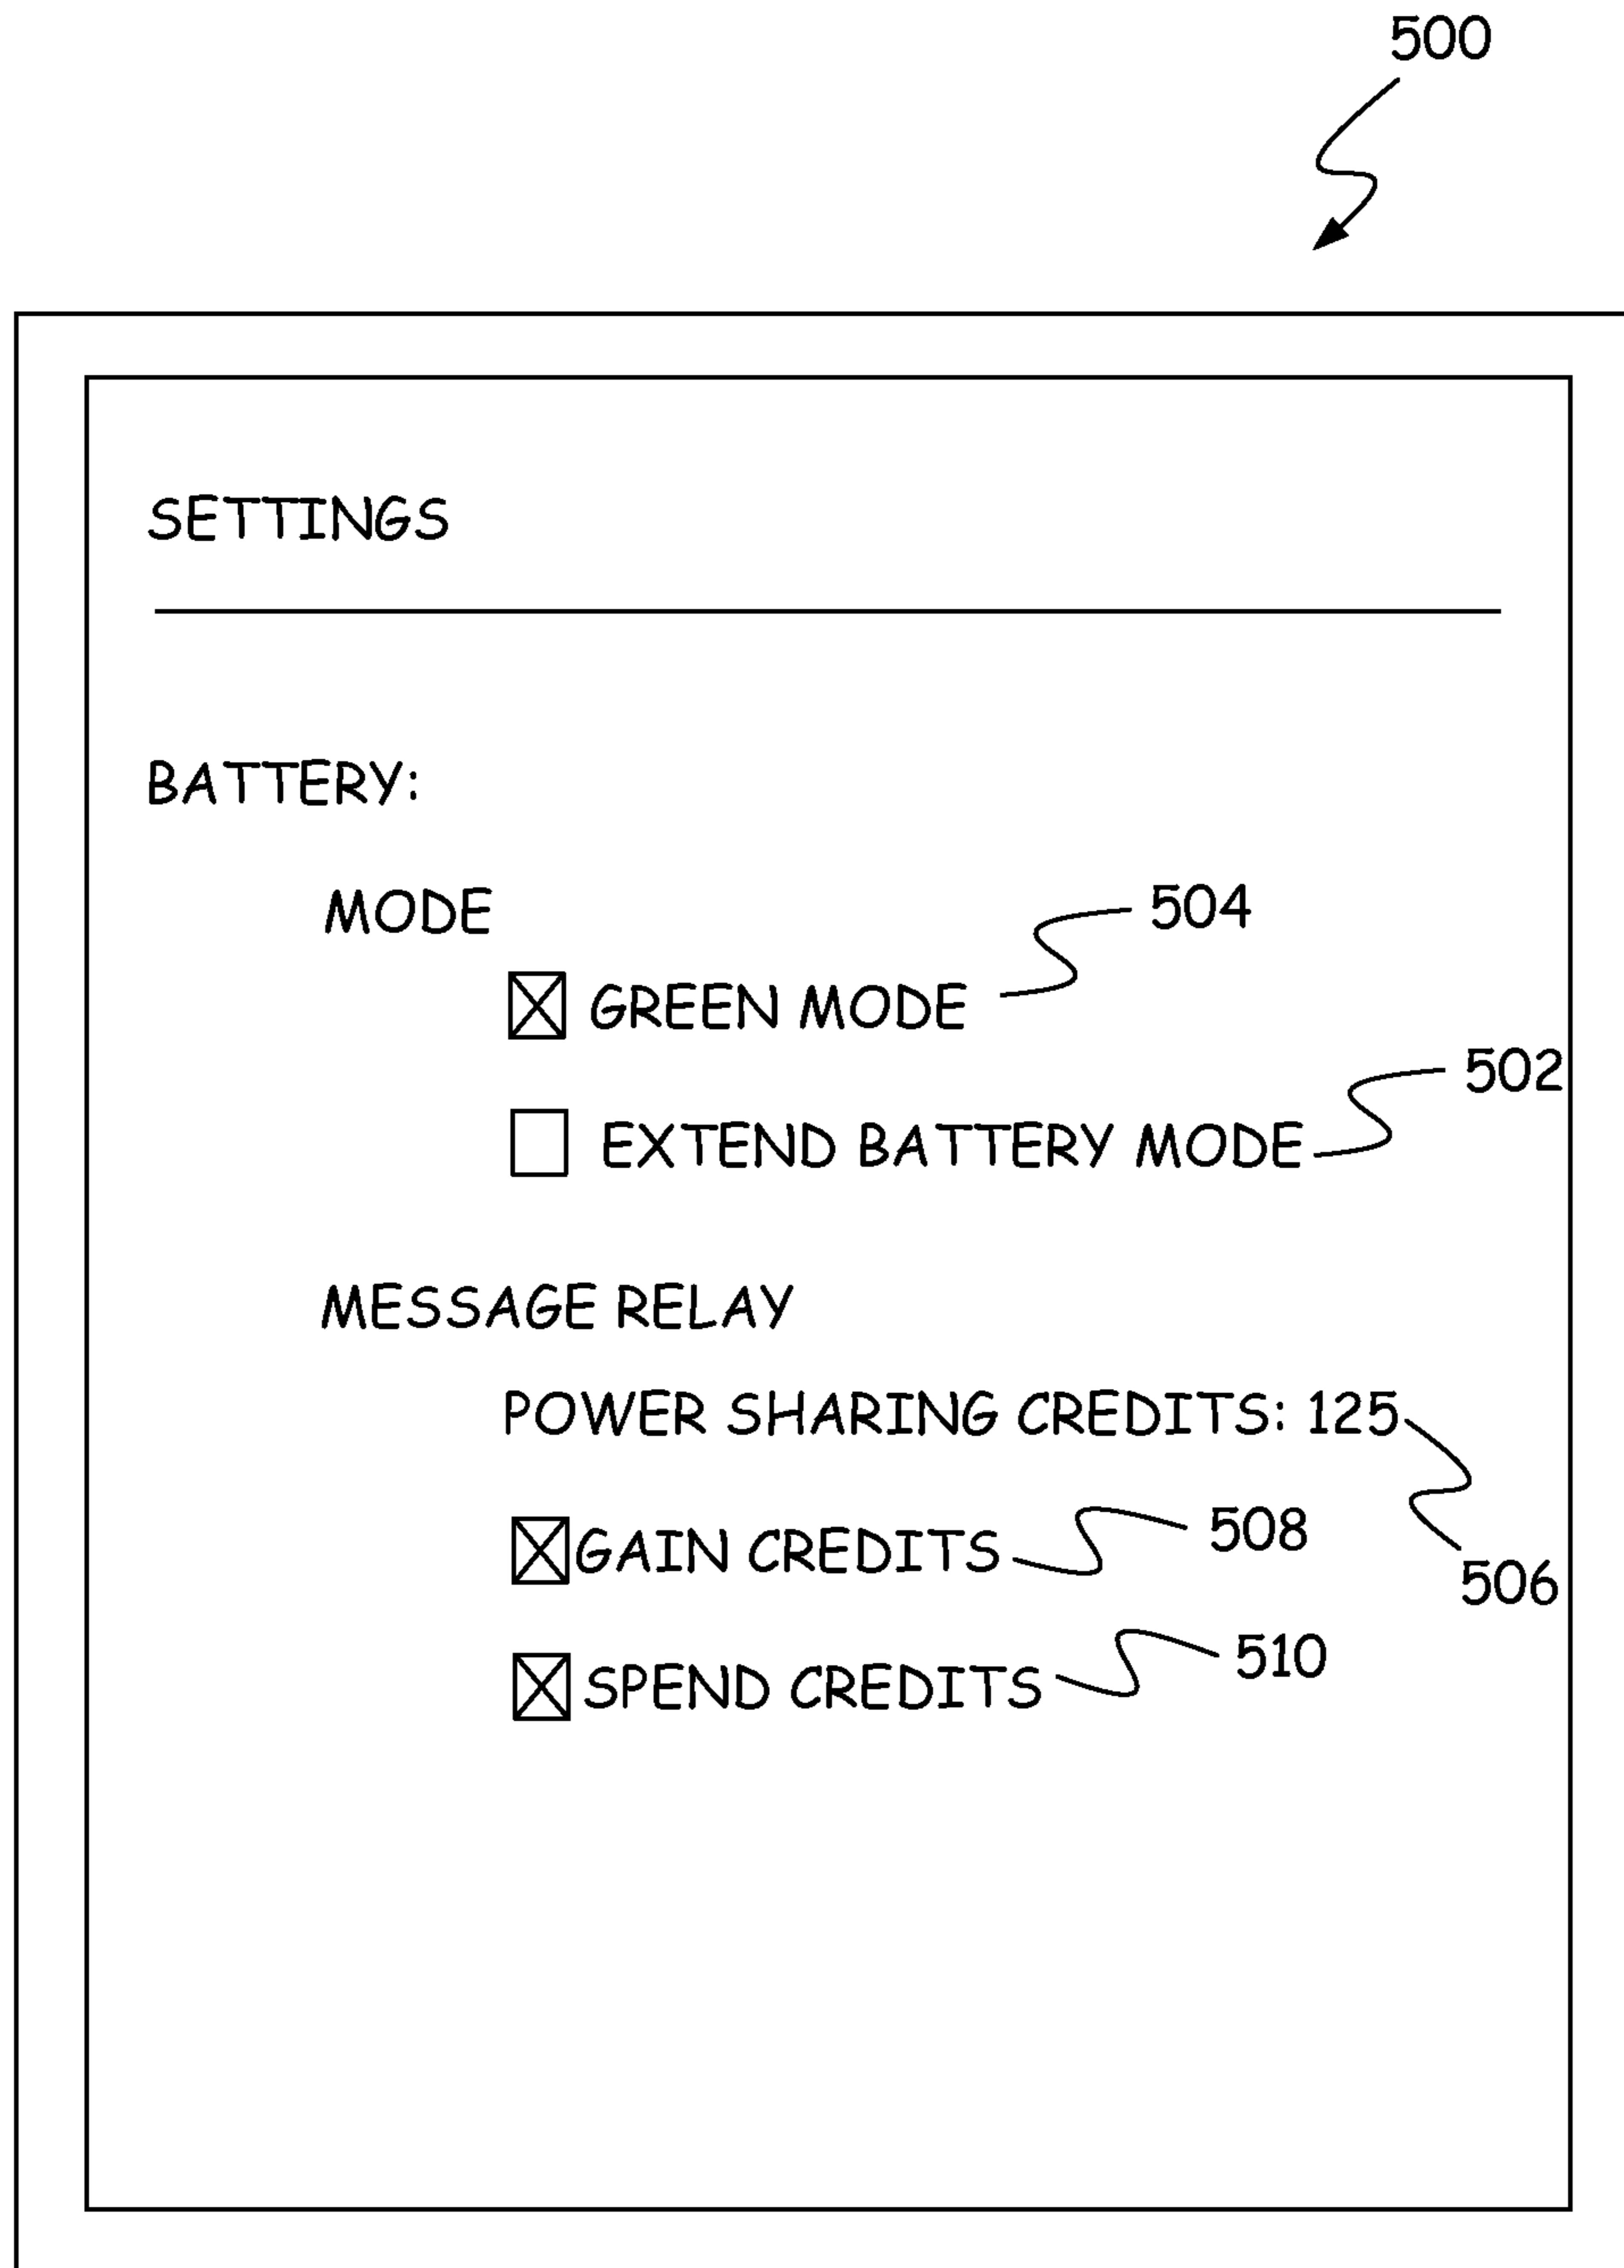 500
SETTINGS
BATTERY:
MODE
504
GREEN MODE
502
EXTEND BATTERY MODE
MESSAGE RELAY
POWER SHARING CREDITS: 125
506
GAIN CREDITS
508
SPEND CREDITS
510